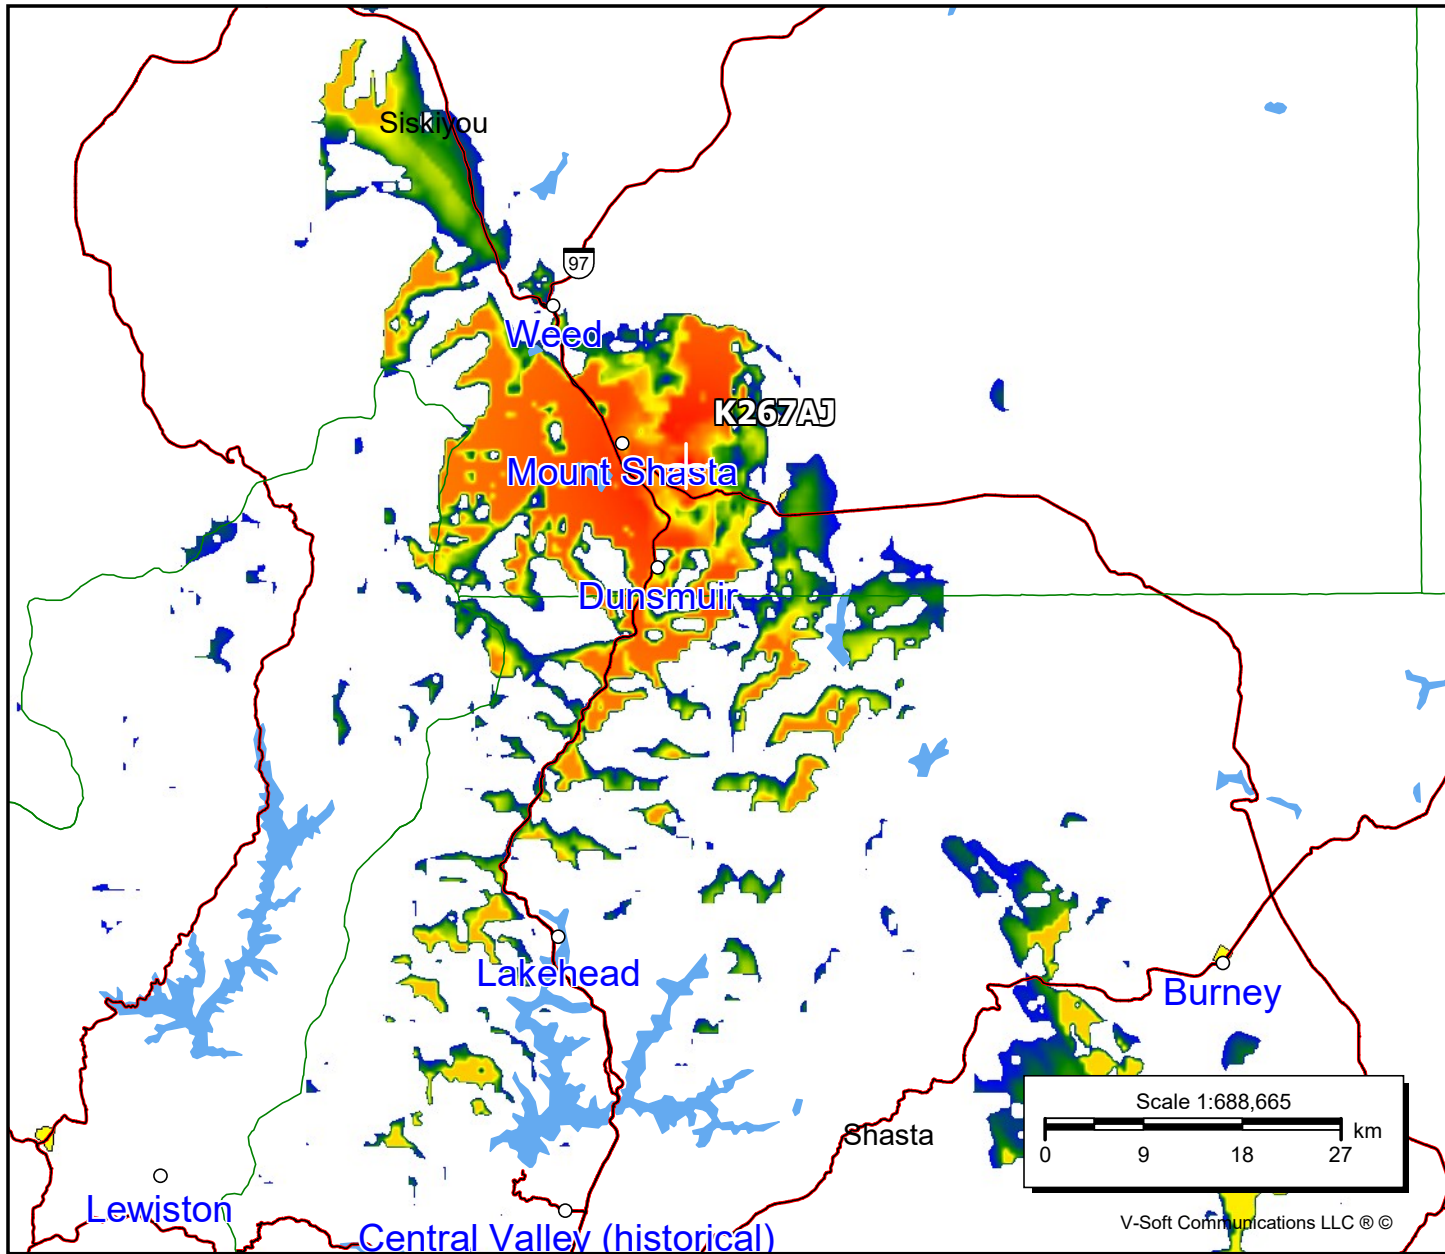 Siskiyou
97
Weed
K267AJ
Mount Shasta
Dunsmuir
Lakehead
Burney
Scale 1:688,665
km
0 9 18 27
Shasta
Lewiston
V-Soft Communications LLC ® ©
Central Valley (historical)